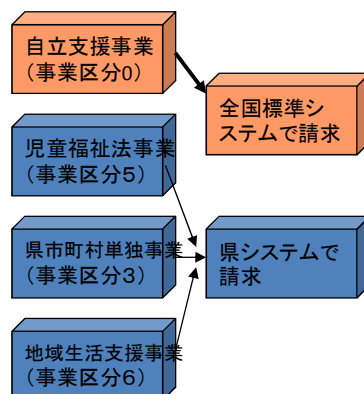 自立支援事業
(事業区分0)
全国標準シ
ステムで請求
児童福祉法事業
(事業区分5)
県市町村単独事業
(事業区分3)
県システムで
請求
地域生活支援事業
(事業区分6)